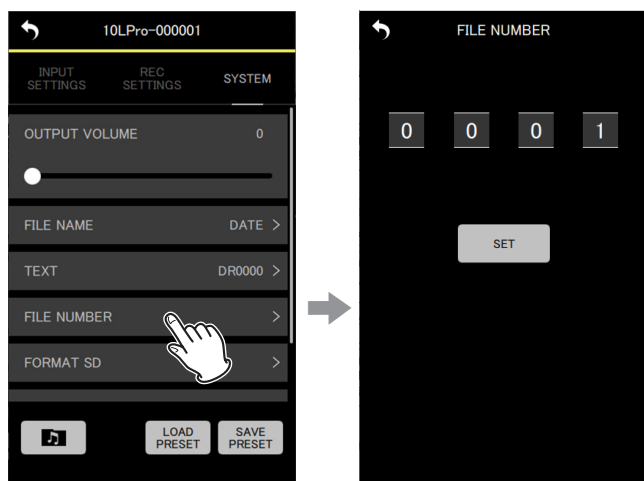 10LPro-000001
INPUT SETTINGS
REC SETTINGS
SYSTEM
OUTPUT VOLUME 0
FILE NAME DATE >
TEXT DR0000 >
FILE NUMBER >
FORMAT SD >
LOAD PRESET
SAVE PRESET
FILE NUMBER
0 0 0 1
SET